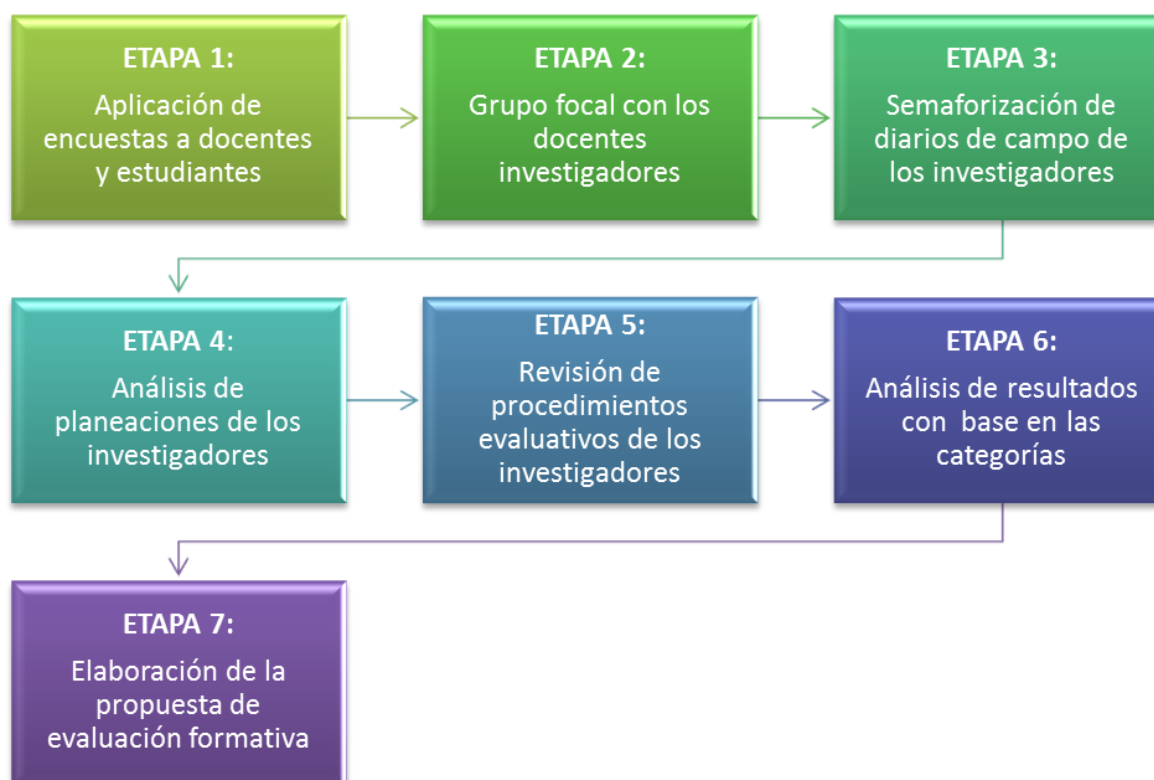 ETAPA 1:
Aplicación de
encuestas a docentes
y estudiantes
ETAPA 2:
Grupo focal con los
docentes
investigadores
ETAPA 3:
Semaforización de
diarios de campo de
los investigadores
ETAPA 4:
Análisis de
planeaciones de los
investigadores
ETAPA 5:
Revisión de
procedimientos
evaluativos de los
investigadores
ETAPA 6:
Análisis de resultados
con  base en las
categorías
ETAPA 7:
Elaboración de la
propuesta de
evaluación formativa